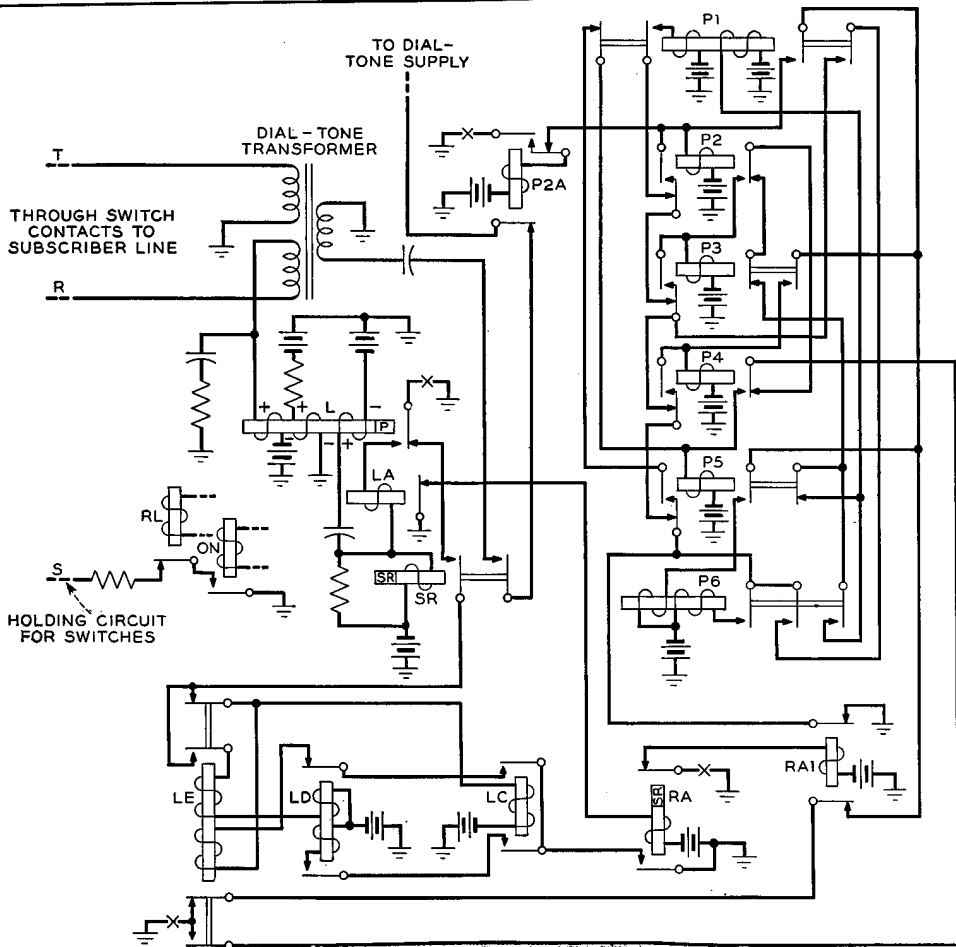 TO DIAL-
TONE SUPPLY
P1
DIAL-TONE
TRANSFORMER
T
P2
P2A
THROUGH SWITCH
CONTACTS TO
SUBSCRIBER LINE
P3
R
P4
+ + L -
P
- - +
LA
P5
RL
ON
S
SR
SR
P6
HOLDING CIRCUIT
FOR SWITCHES
RA1
LE
LD
LC
SR
RA